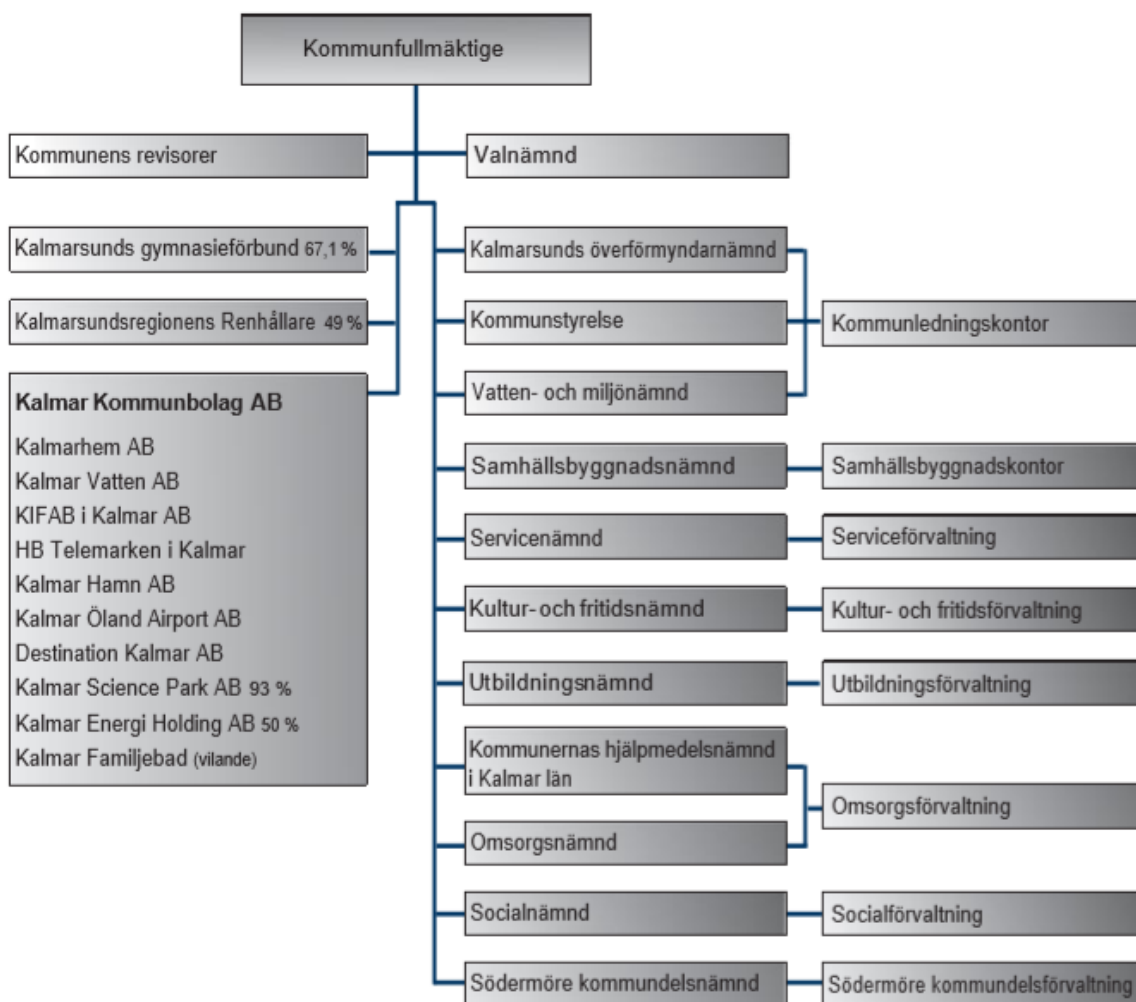 Kommunfullmäktige
Kommunens revisorer
Valnämnd
Kalmarsunds gymnasieförbund 67,1 %
Kalmarsundsregionens Renhållare 49 %
Kalmar Kommunbolag AB
Kalmarhem AB
Kalmar Vatten AB
KIFAB i Kalmar AB
HB Telemarken i Kalmar
Kalmar Hamn AB
Kalmar Öland Airport AB
Destination Kalmar AB
Kalmar Science Park AB 93 %
Kalmar Energi Holding AB 50 %
Kalmar Familjebad (vilande)
Kalmarsunds överförmyndarnämnd
Kommunstyrelse
Vatten- och miljönämnd
Kommunledningskontor
Samhällsbyggnadsnämnd
Samhällsbyggnadskontor
Servicenämnd
Serviceförvaltning
Kultur- och fritidsnämnd
Kultur- och fritidsförvaltning
Utbildningsnämnd
Utbildningsförvaltning
Kommunernas hjälpmedelsnämnd
i Kalmar län
Omsorgsnämnd
Omsorgsförvaltning
Socialnämnd
Socialförvaltning
Södermöre kommundelsnämnd
Södermöre kommundelsförvaltning